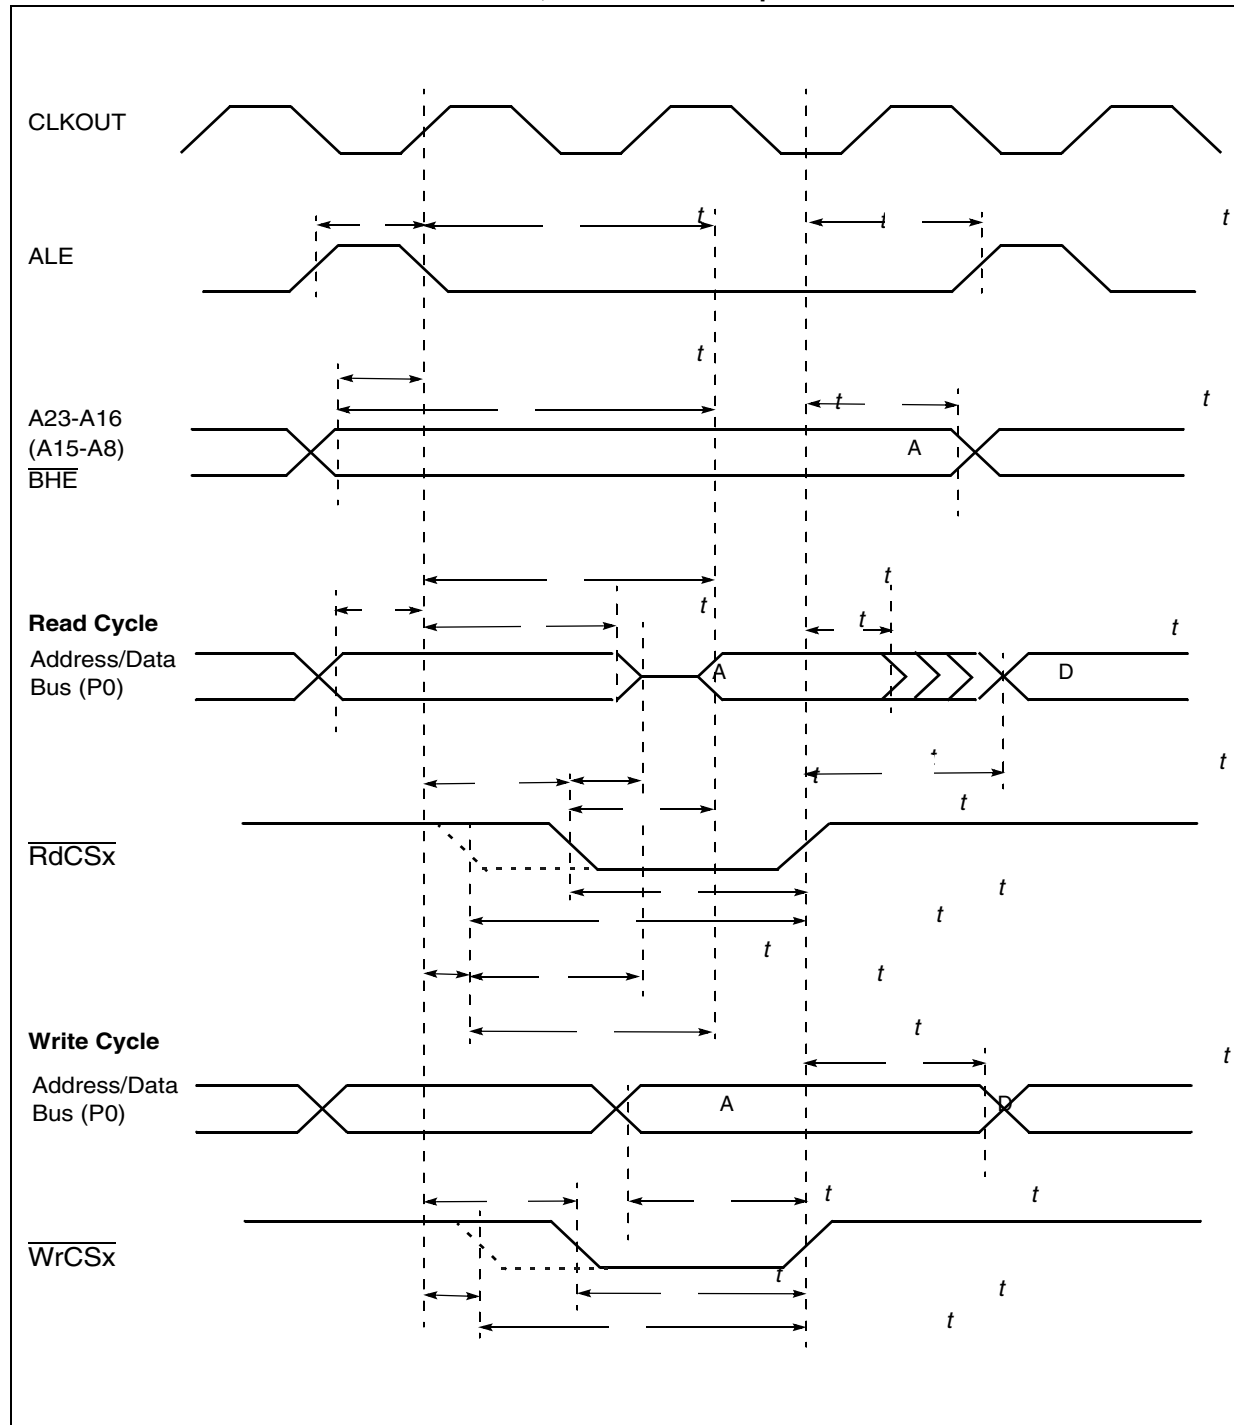 CLKOUT
t t t
ALE
t
t t
A23-A16
(A15-A8) A
BHE
t
t
t t
Read Cycle
Address/Data
Bus (P0) A D
t t t
t
RdCSx
t
t
t
t
t
Write Cycle
t
Address/Data
Bus (P0) A D
t t
WrCSx
t
t
t